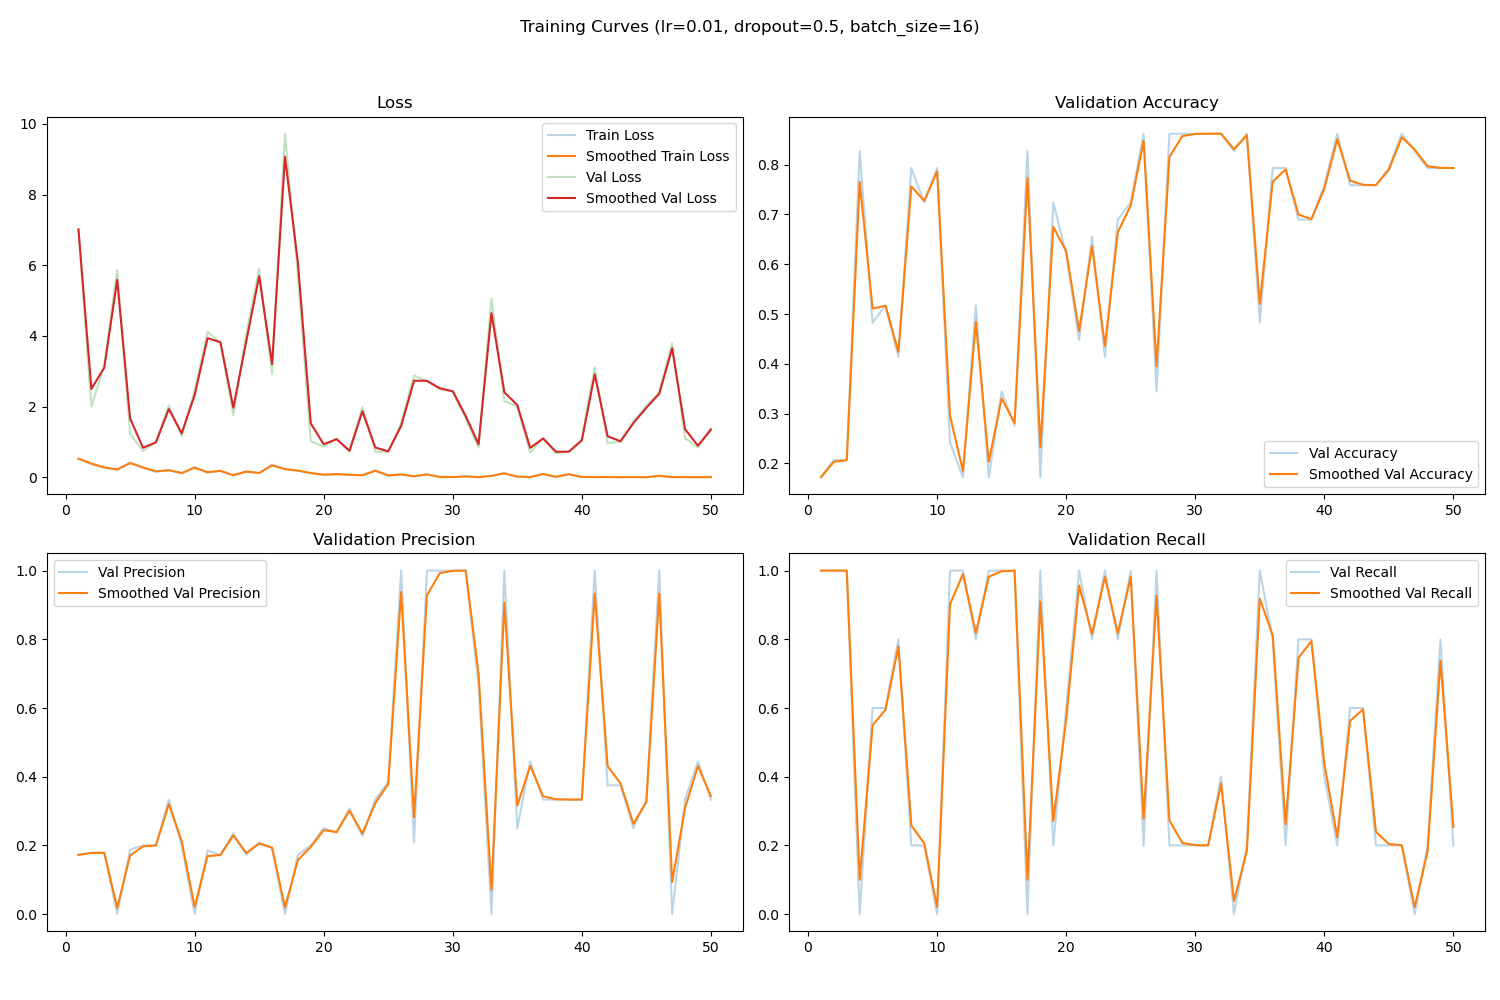 Training Curves (lr=0.01, dropout=0.5, batch_size=16)
Loss
10
8
6
4
2
0
0 10 20 30 40 50
Train Loss
Smoothed Train Loss
Val Loss
Smoothed Val Loss
Validation Accuracy
0.8
0.7
0.6
0.5
0.4
0.3
0.2
0 10 20 30 40 50
Val Accuracy
Smoothed Val Accuracy
Validation Precision
1.0
0.8
0.6
0.4
0.2
0.0
0 10 20 30 40 50
Val Precision
Smoothed Val Precision
Validation Recall
1.0
0.8
0.6
0.4
0.2
0.0
0 10 20 30 40 50
Val Recall
Smoothed Val Recall